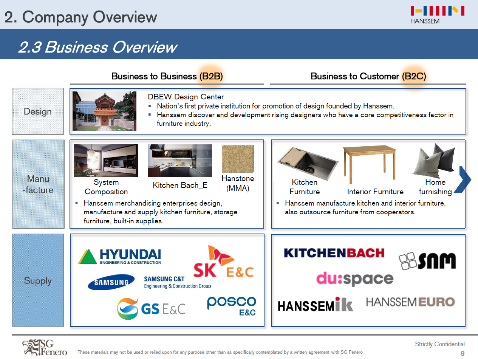 2. Company Overview
HANSSEM
2.3 Business Overview
Business to Business (B2B)
Business to Customer (B2C)
Design
DBEW Design Center
▪ Nation's first private institution for promotion of design founded by Hanssem.
▪ Hanssem discover and development rising designers who have a core competitiveness factor in
furniture industry.
Manu
-facture
System
Composition
Kitchen Bach_E
Hanstone
(MMA)
▪ Hanssem merchandising enterprises design,
manufacture and supply kitchen furniture, storage
furniture, built-in supplies.
Kitchen
Furniture
Interior Furniture
Home
furnishing
▪ Hanssem manufacture kitchen and interior furniture,
also outsource furniture from cooperators.
Supply
HYUNDAI
ENGINEERING & CONSTRUCTION
SK E&C
SAMSUNG
SAMSUNG C&T
Engineering & Construction Group
GS E&C
posco
E&C
KITCHENBACH
sam
du:space
HANSSEM ik
HANSSEM EURO
SG
Fenero
These materials may not be used or relied upon for any purpose other than as specifically contemplated by a written agreement with SG Fenero.
Strictly Confidential
9